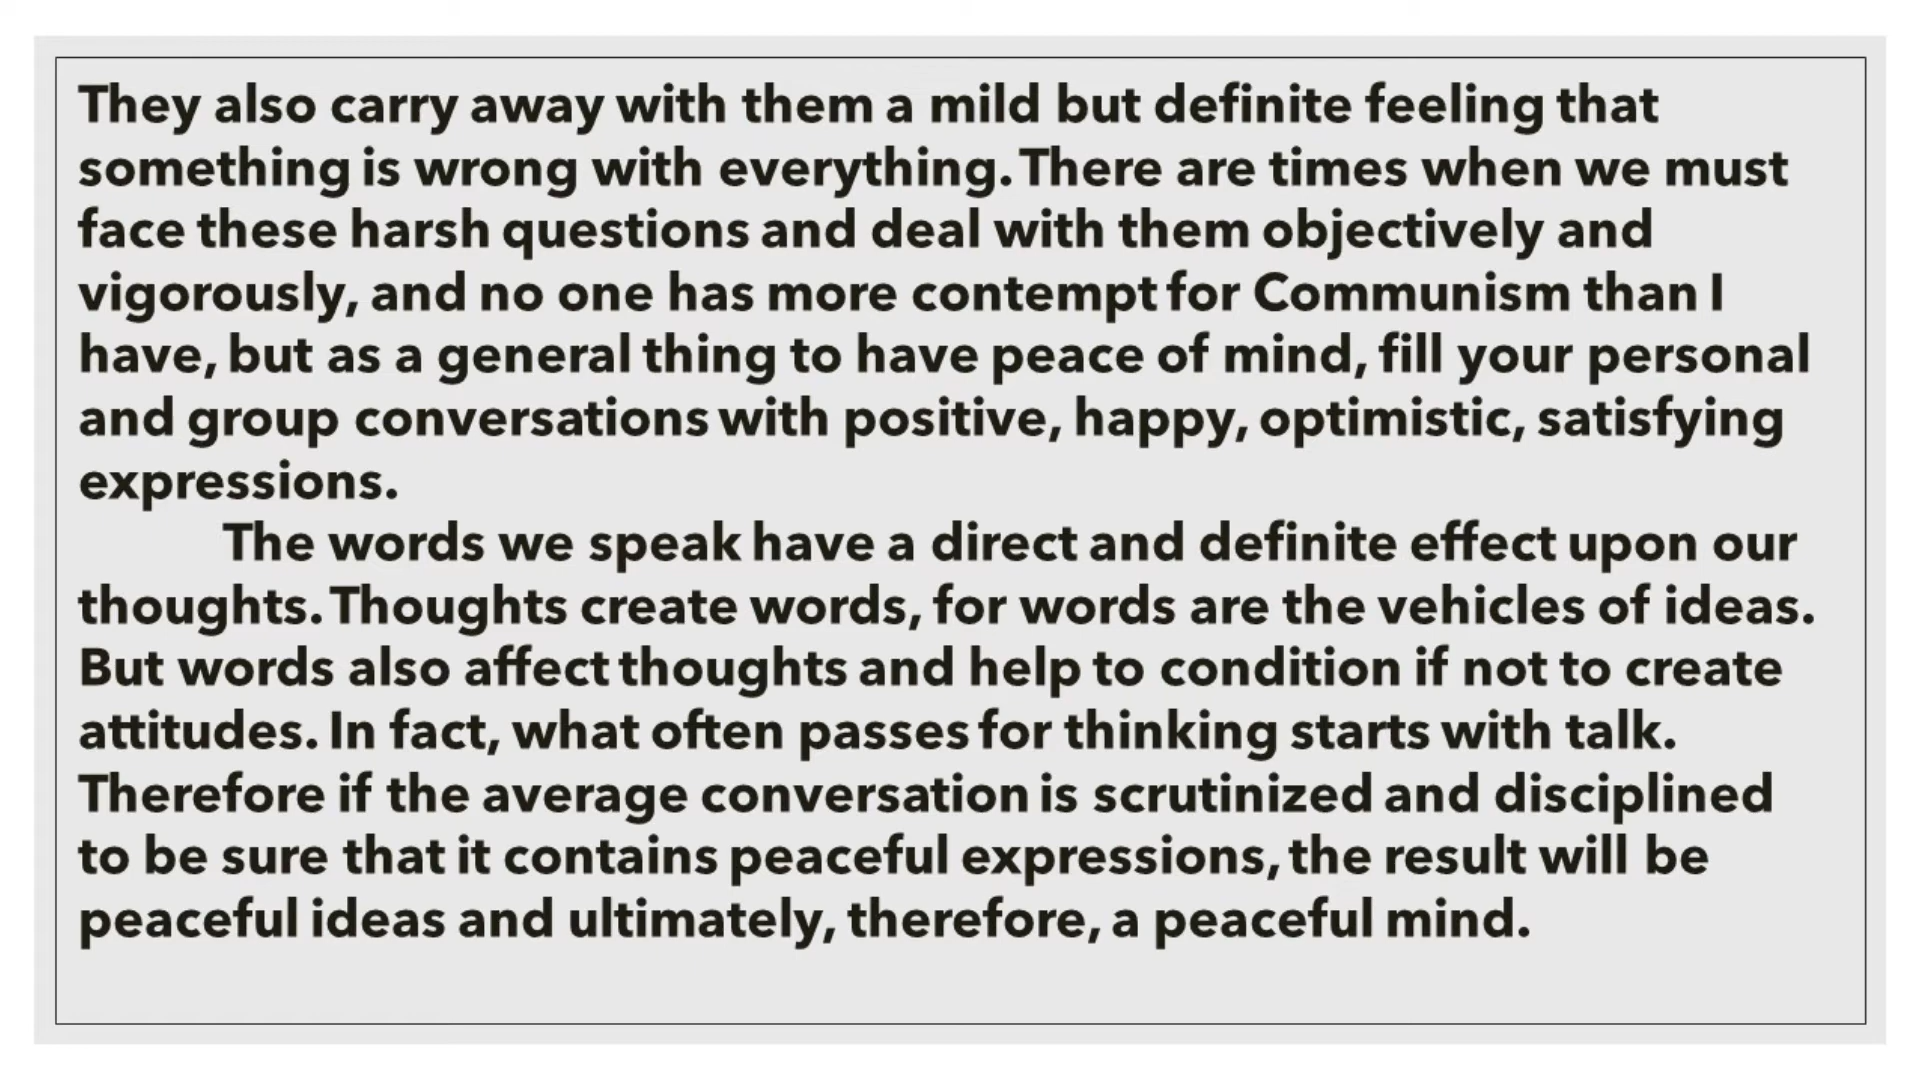 They also carry away with them a mild but definite feeling that
something is wrong with everything. There are times when we must
face these harsh questions and deal with them objectively and
vigorously, and no one has more contempt for Communism than I
have, but as a general thing to have peace of mind, fill your personal
and group conversations with positive, happy, optimistic, satisfying
expressions.
The words we speak have a direct and definite effect upon our
thoughts. Thoughts create words, for words are the vehicles of ideas.
But words also affect thoughts and help to condition if not to create
attitudes. In fact, what often passes for thinking starts with talk.
Therefore if the average conversation is scrutinized and disciplined
to be sure that it contains peaceful expressions, the result will be
peaceful ideas and ultimately, therefore, a peaceful mind.